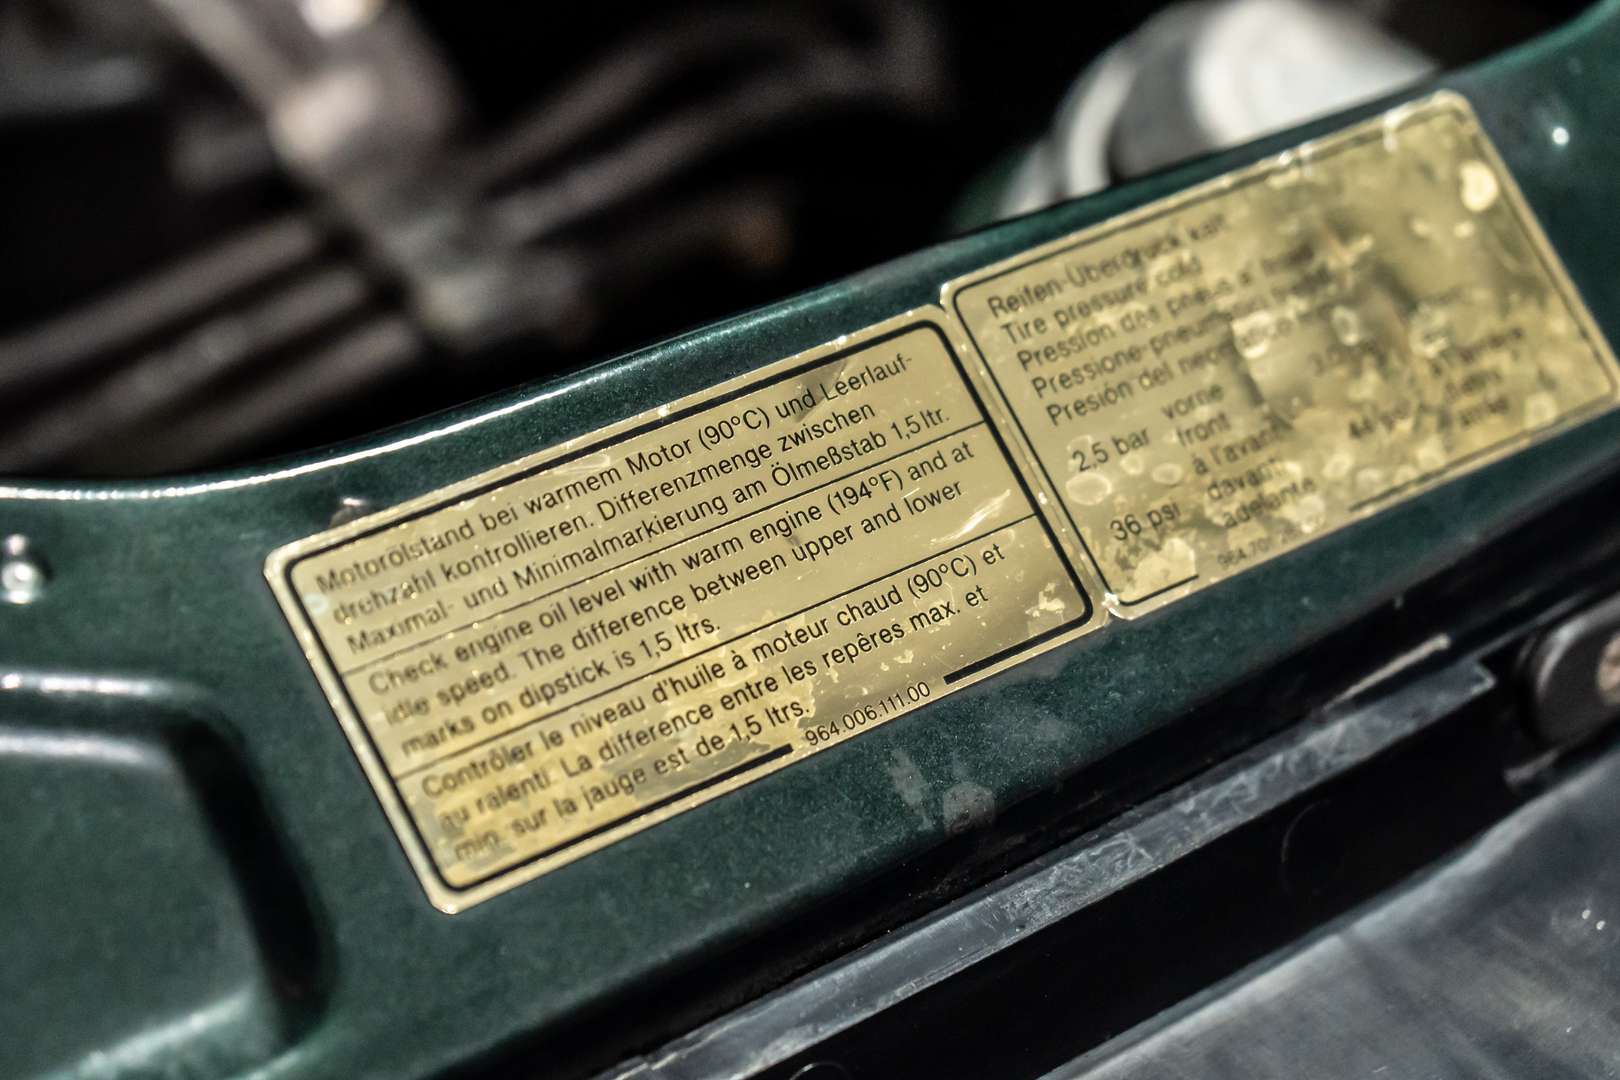 Motorölstand bei warmem Motor (90°C) und Leerlauf-
drehzahl kontrollieren. Differenzmenge zwischen
Maximal- und Minimalmarkierung am Ölmeßstab 1,5 ltr.
Check engine oil level with warm engine (194°F) and at
idle speed. The difference between upper and lower
marks on dipstick is 1,5 ltrs.
Contrôler le niveau d'huile à moteur chaud (90°C) et
au ralenti. La différence entre les repères max. et
min. sur la jauge est de 1,5 ltrs.
964.006.111.00
Reifen-Überdruck kalt
Tire pressure cold
Pression des pneus a
Pressione-pneumatici
Presión del neumático
2,5 bar
36 psi
vorne
front
à l'avant
davanti
adelante
44 psi